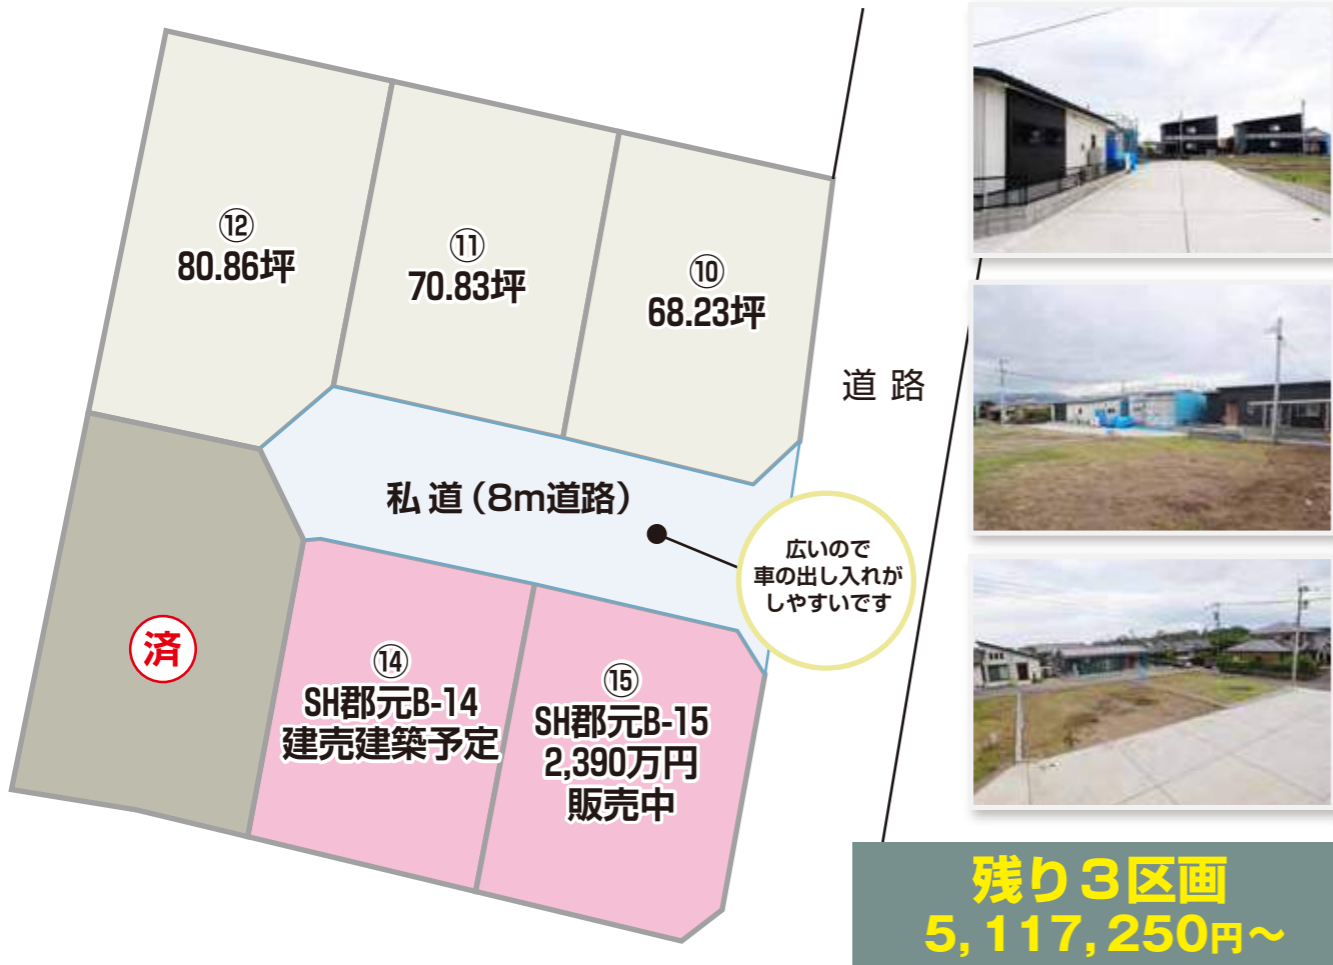 ⑫
80.86坪
⑪
70.83坪
⑩
68.23坪
道路
私道（8m道路）
広いので
車の出し入れが
しやすいです
済
⑭
SH郡元B-14
建売建築予定
⑮
SH郡元B-15
2,390万円
販売中
残り3区画
5,117,250円～